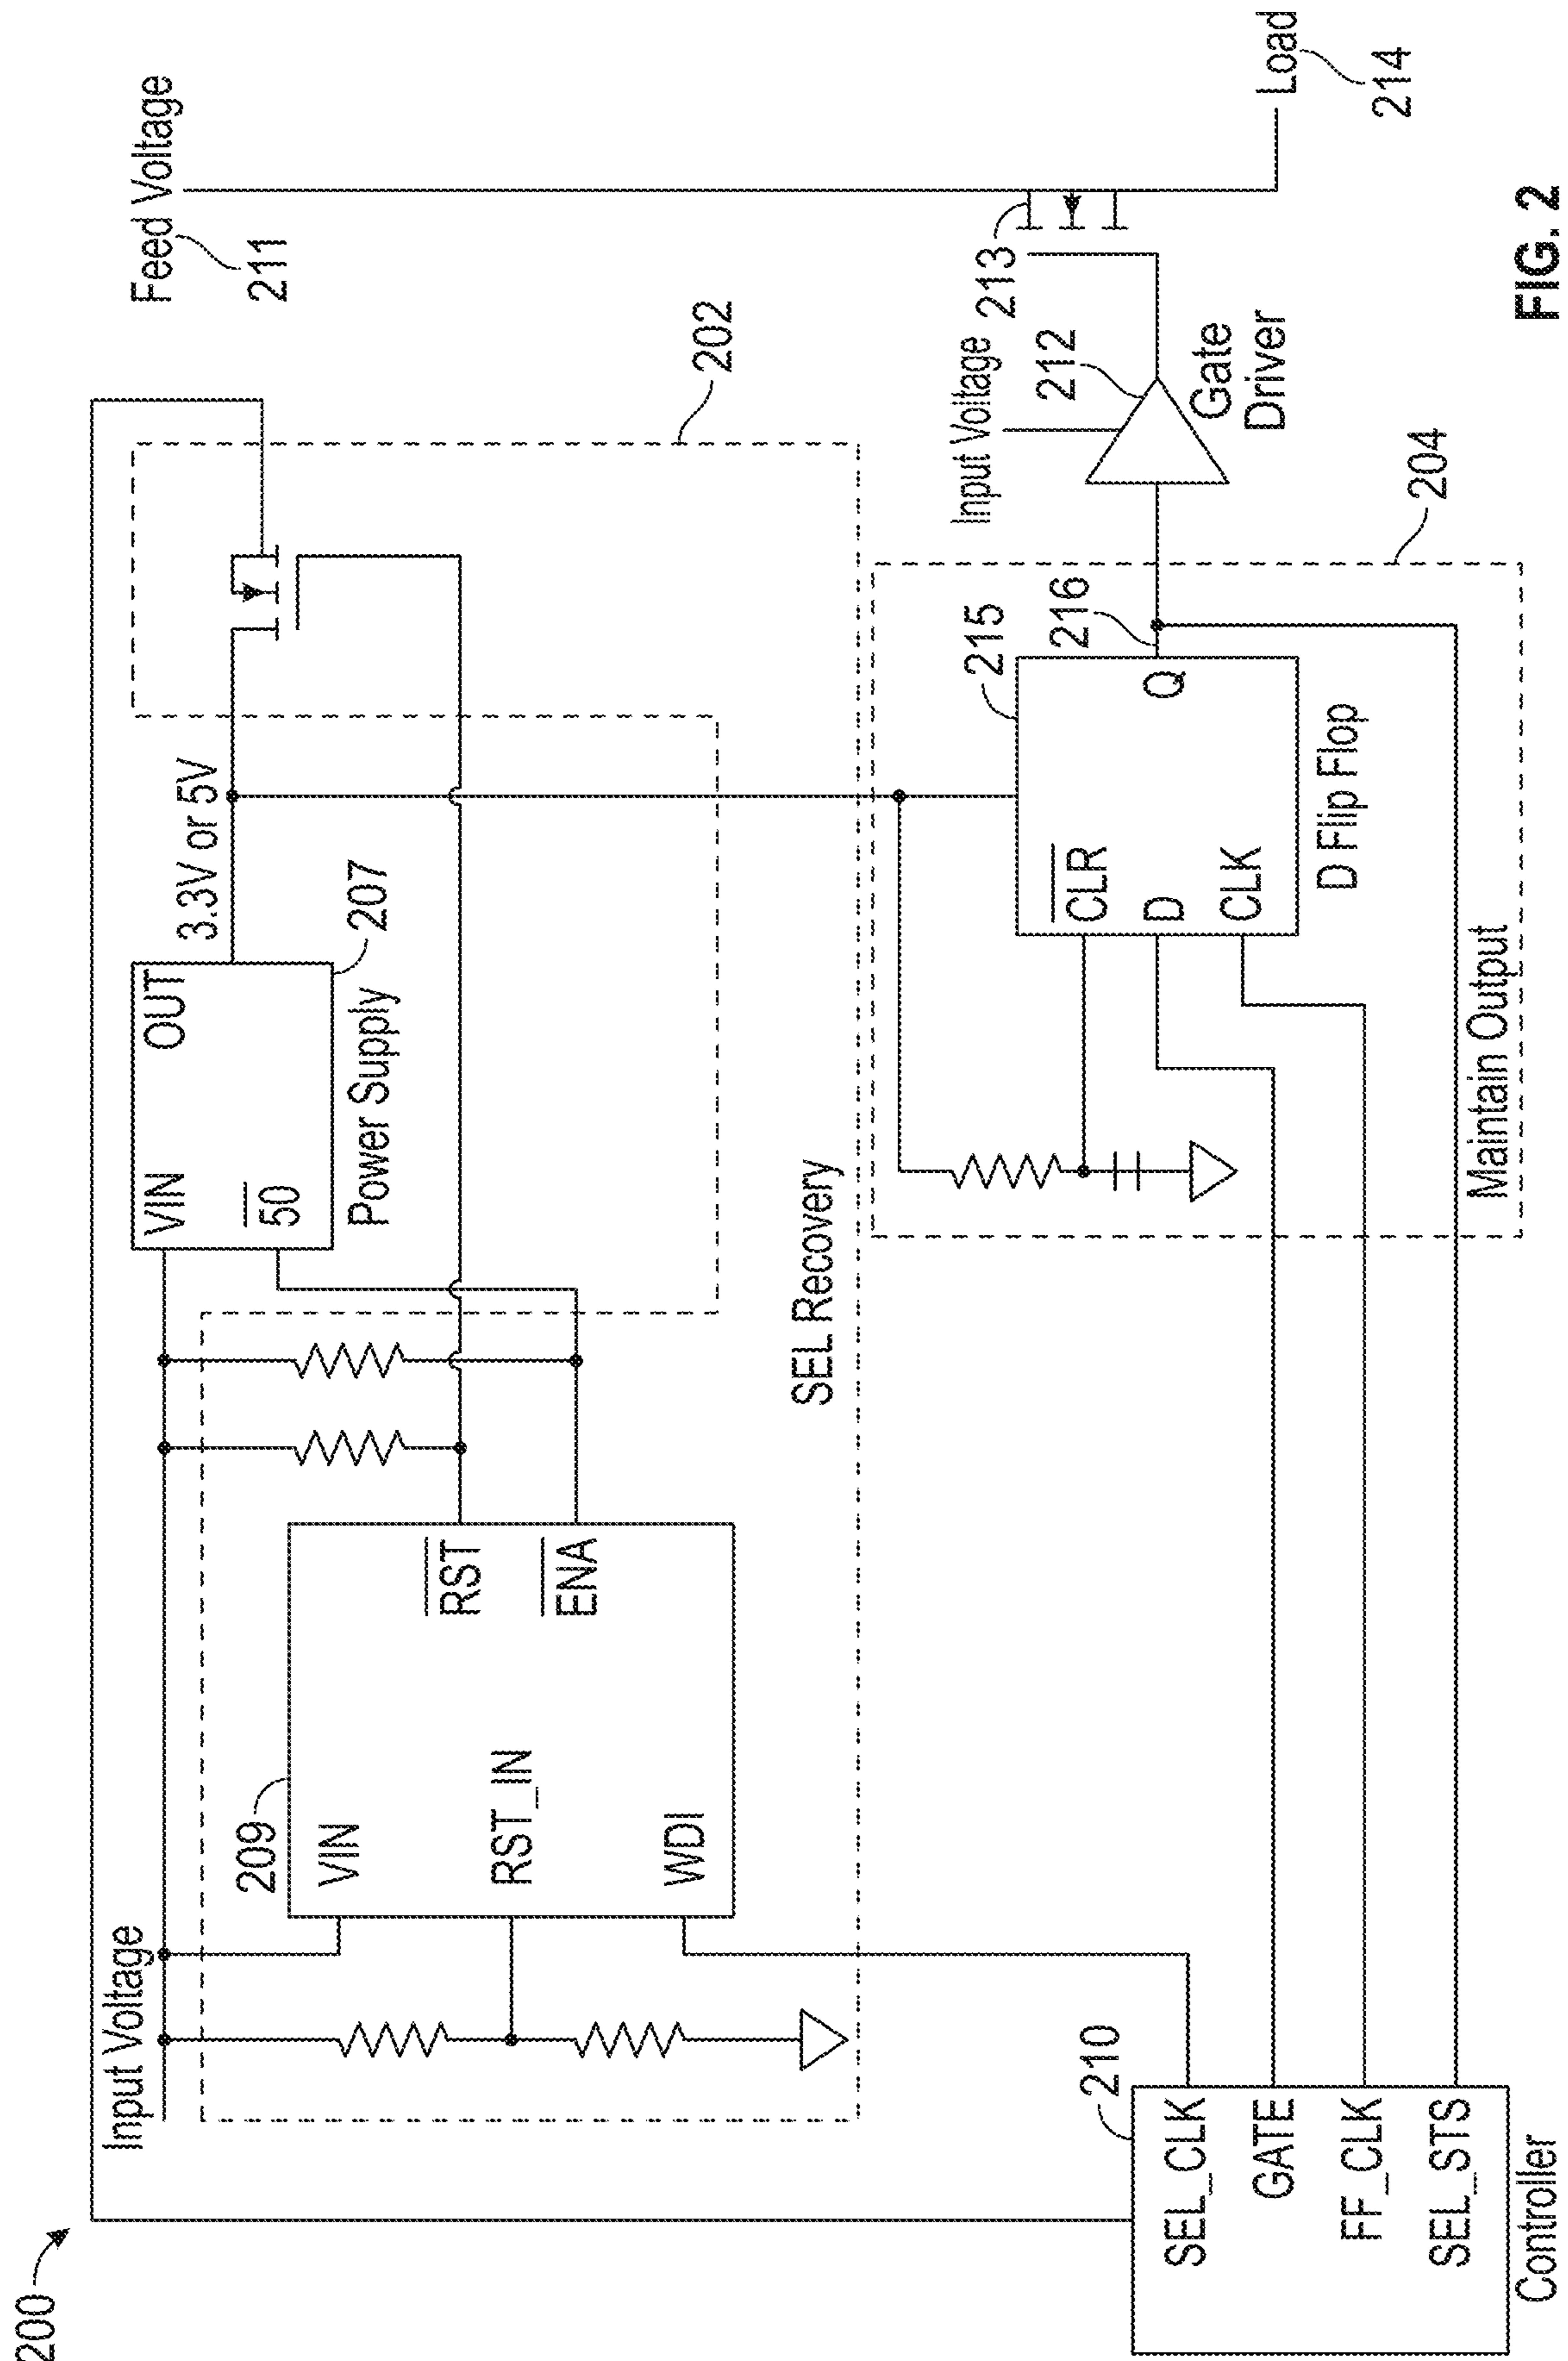 200
Input Voltage
209
VIN
RST_IN
WDI
RST
ENA
VIN
OUT
50
Power Supply
207
3.3V or 5V
SEL Recovery
202
Feed Voltage
211
210
SEL_CLK
GATE
FF_CLK
SEL_STS
Controller
215
CLR
D
CLK
Q
216
D Flip Flop
Maintain Output
204
Input Voltage
212
Gate
Driver
213
Load
214
FIG. 2